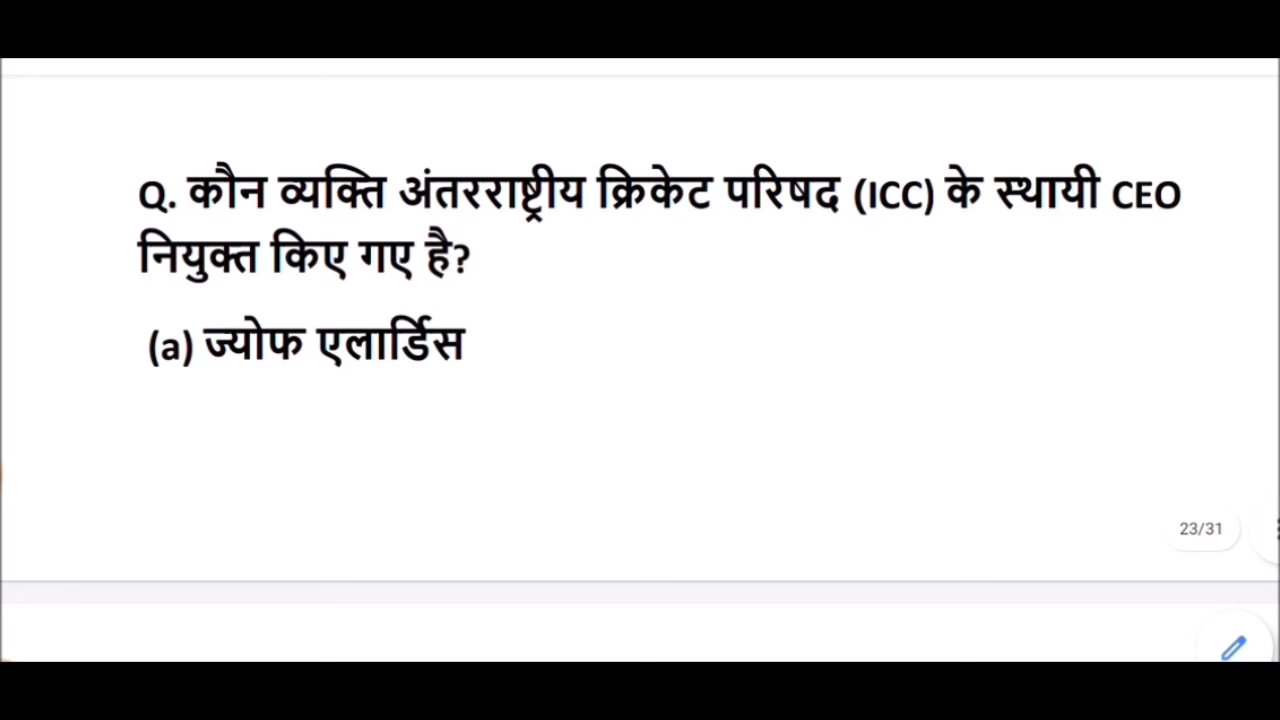 Q. कौन व्यक्ति अंतरराष्ट्रीय क्रिकेट परिषद (ICC) के स्थायी CEO
नियुक्त किए गए है?
(a) ज्योफ एलार्डिस
23/31